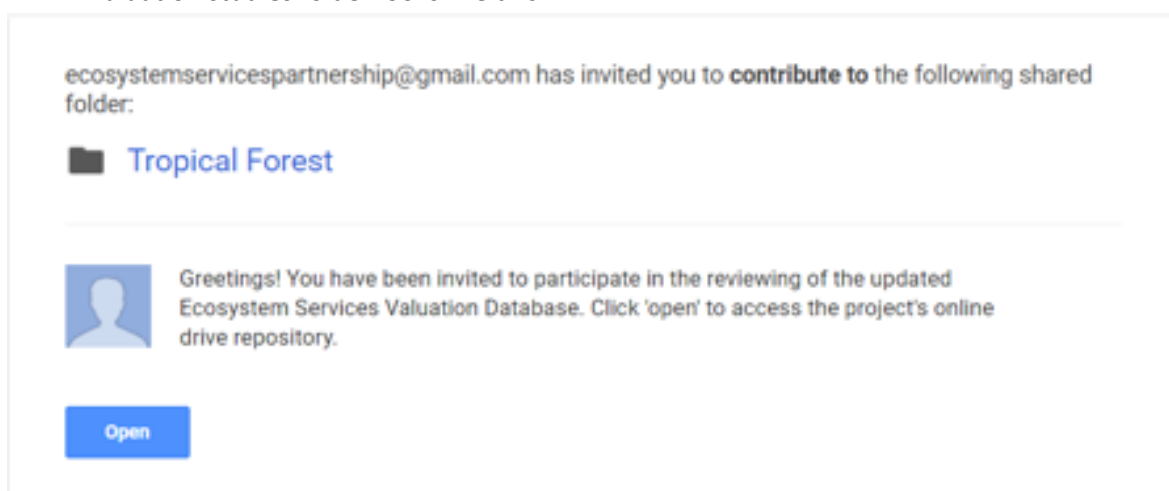 ecosystemservicespartnership@gmail.com has invited you to contribute to the following shared
folder:
Tropical Forest
Greetings! You have been invited to participate in the reviewing of the updated
Ecosystem Services Valuation Database. Click 'open' to access the project's online
drive repository.
Open